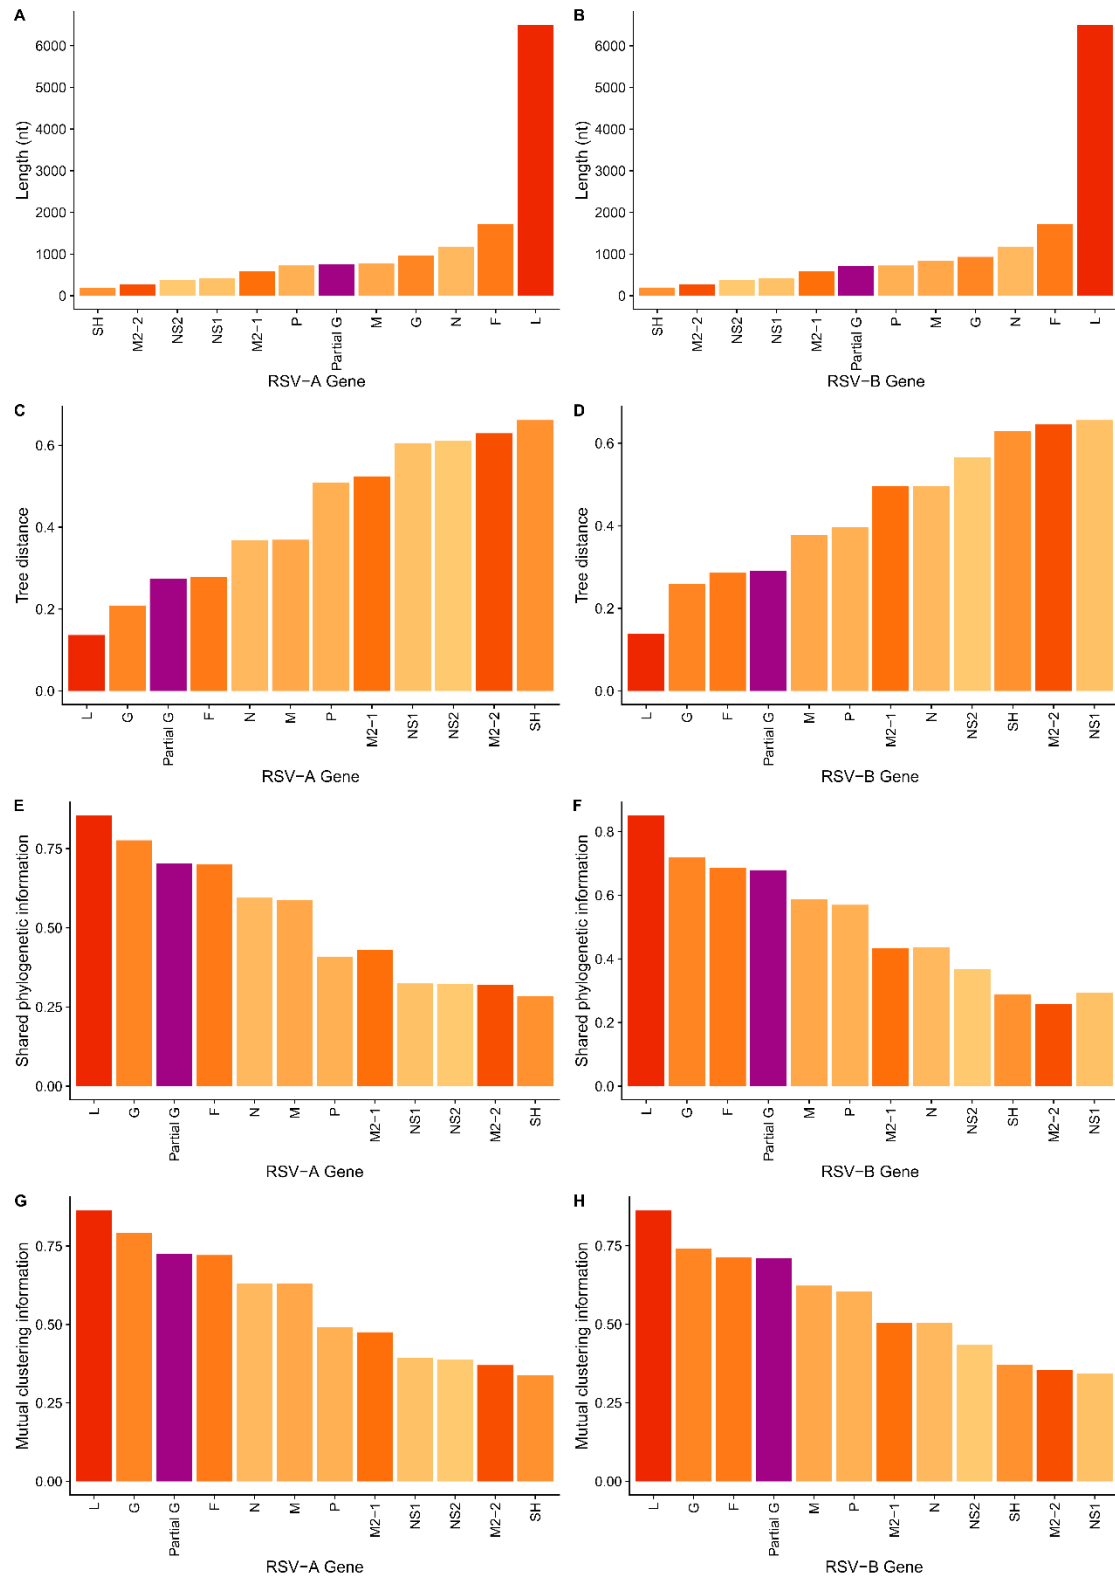 A
Length (nt)
6000
5000
4000
3000
2000
1000
0
SH
M2−2
NS2
NS1
M2−1
P
Partial G
M
G
N
F
L
RSV−A Gene
B
Length (nt)
6000
5000
4000
3000
2000
1000
0
SH
M2−2
NS2
NS1
M2−1
Partial G
P
M
G
N
F
L
RSV−B Gene
C
Tree distance
0.6
0.4
0.2
0.0
L
G
Partial G
F
N
M
P
M2−1
NS1
NS2
M2−2
SH
RSV−A Gene
D
Tree distance
0.6
0.4
0.2
0.0
L
G
F
Partial G
M
P
M2−1
N
NS2
SH
M2−2
NS1
RSV−B Gene
E
Shared phylogenetic information
0.75
0.50
0.25
0.00
L
G
Partial G
F
N
M
P
M2−1
NS1
NS2
M2−2
SH
RSV−A Gene
F
Shared phylogenetic information
0.8
0.6
0.4
0.2
0.0
L
G
F
Partial G
M
P
M2−1
N
NS2
SH
M2−2
NS1
RSV−B Gene
G
Mutual clustering information
0.75
0.50
0.25
0.00
L
G
Partial G
F
N
M
P
M2−1
NS1
NS2
M2−2
SH
RSV−A Gene
H
Mutual clustering information
0.75
0.50
0.25
0.00
L
G
F
Partial G
M
P
M2−1
N
NS2
SH
M2−2
NS1
RSV−B Gene